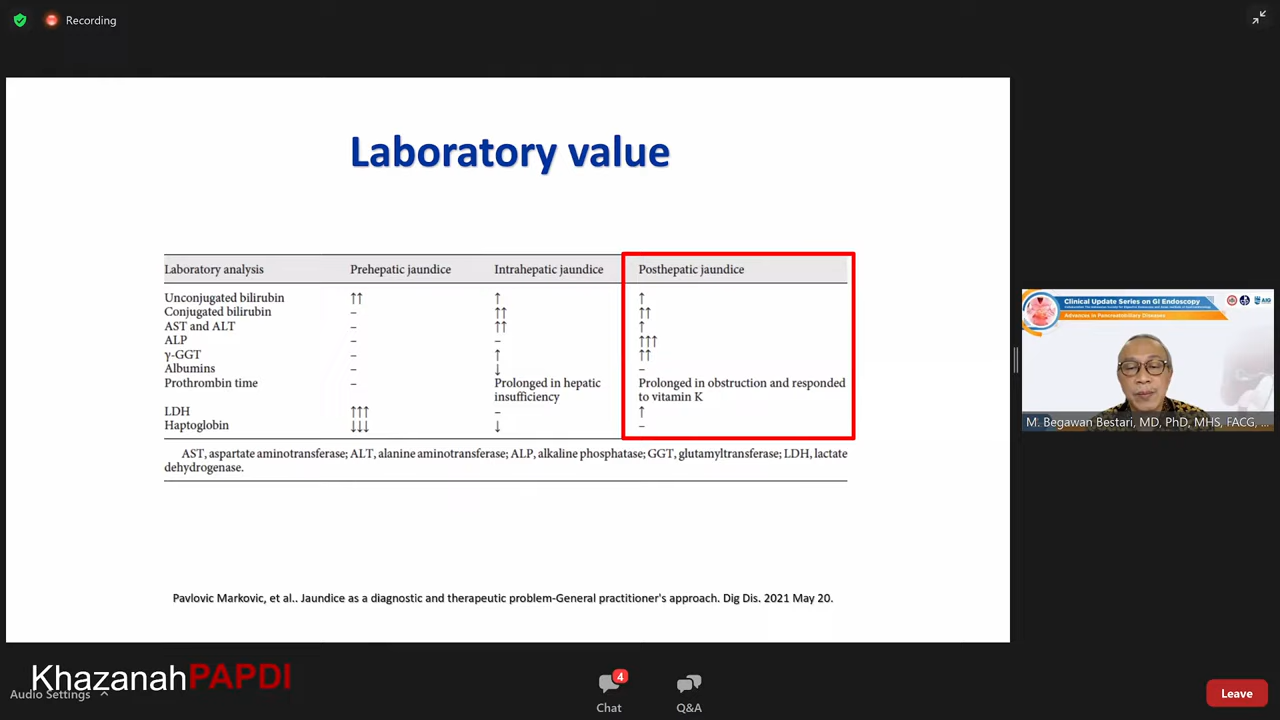 Recording
Laboratory value
Laboratory analysis Prehepatic jaundice Intrahepatic jaundice Posthepatic jaundice
Unconjugated bilirubin ↑↑ ↑ ↑
Conjugated bilirubin – ↑↑ ↑↑
AST and ALT – ↑↑ ↑
ALP – – ↑↑↑
γ-GGT – ↑ ↑↑
Albumins – ↓ –
Prothrombin time – Prolonged in hepatic insufficiency Prolonged in obstruction and responded to vitamin K
LDH ↑↑↑ – ↑
Haptoglobin ↓↓↓ ↓ –
AST, aspartate aminotransferase; ALT, alanine aminotransferase; ALP, alkaline phosphatase; GGT, glutamyltransferase; LDH, lactate
dehydrogenase.
Pavlovic Markovic, et al.. Jaundice as a diagnostic and therapeutic problem-General practitioner's approach. Dig Dis. 2021 May 20.
Clinical Update Series on GI Endoscopy
Advances in Pancreatobiliary Diseases
M. Begawan Bestari, MD, PhD, MHS, FACG, ...
KhazanahPAPDI
Audio Settings
4
Chat
Q&A
Leave